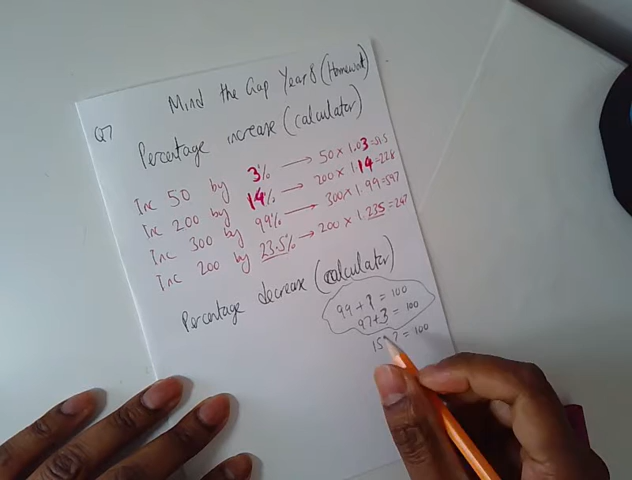 Mind the Gap Year 8 (Homework)
Q7
Percentage increase (calculator)
Inc 50 by 3% → 50 × 1.03 = 51.5
Inc 200 by 14% → 200 × 1.14 = 228
Inc 300 by 99% → 300 × 1.99 = 597
Inc 200 by 23.5% → 200 × 1.235 = 247
Percentage decrease (calculator)
99 + ? = 100
97 + 3 = 100
15 ? = 100